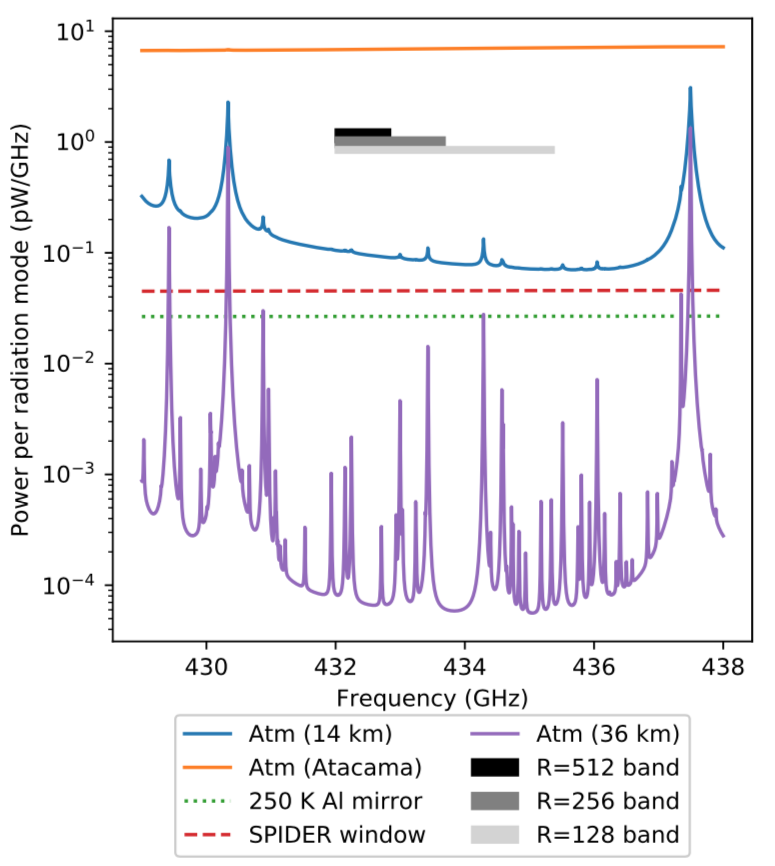 Power per radiation mode (pW/GHz)
10¹
10⁰
10⁻¹
10⁻²
10⁻³
10⁻⁴
430 432 434 436 438
Frequency (GHz)
Atm (14 km) Atm (36 km)
Atm (Atacama) R=512 band
250 K Al mirror R=256 band
SPIDER window R=128 band